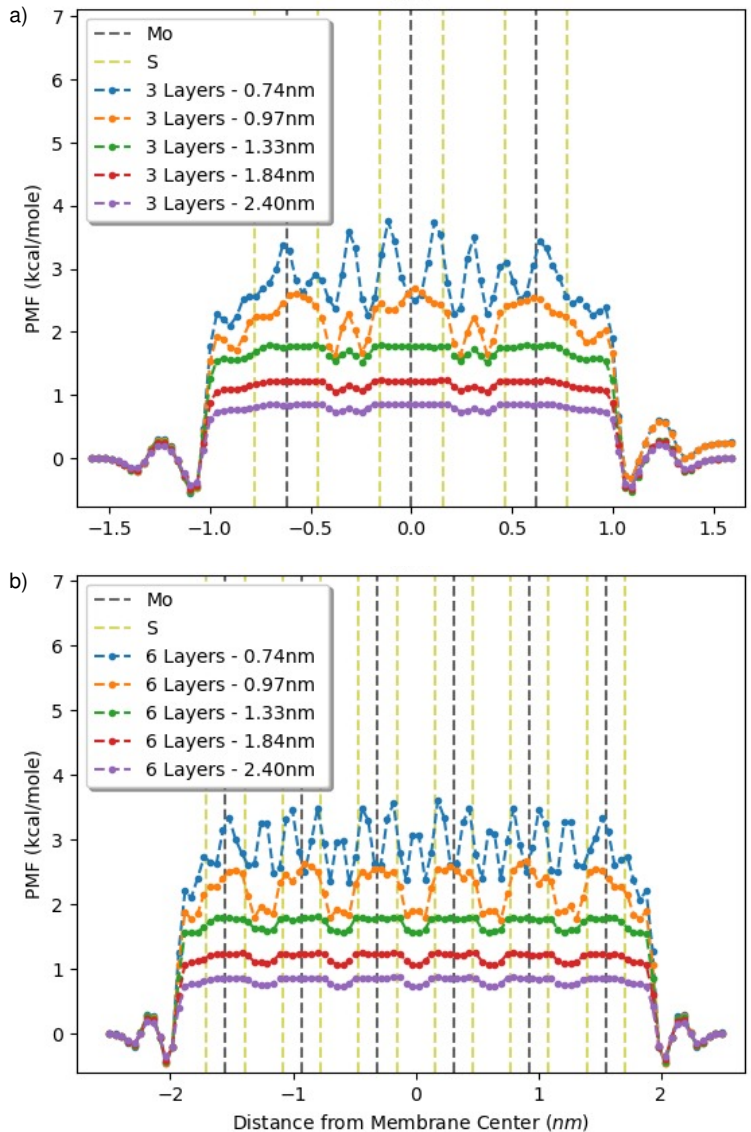 a)
7
6
5
4
3
2
1
0
PMF (kcal/mole)
Mo
S
3 Layers - 0.74nm
3 Layers - 0.97nm
3 Layers - 1.33nm
3 Layers - 1.84nm
3 Layers - 2.40nm
−1.5 −1.0 −0.5 0.0 0.5 1.0 1.5
b)
7
6
5
4
3
2
1
0
PMF (kcal/mole)
Mo
S
6 Layers - 0.74nm
6 Layers - 0.97nm
6 Layers - 1.33nm
6 Layers - 1.84nm
6 Layers - 2.40nm
−2 −1 0 1 2
Distance from Membrane Center (nm)